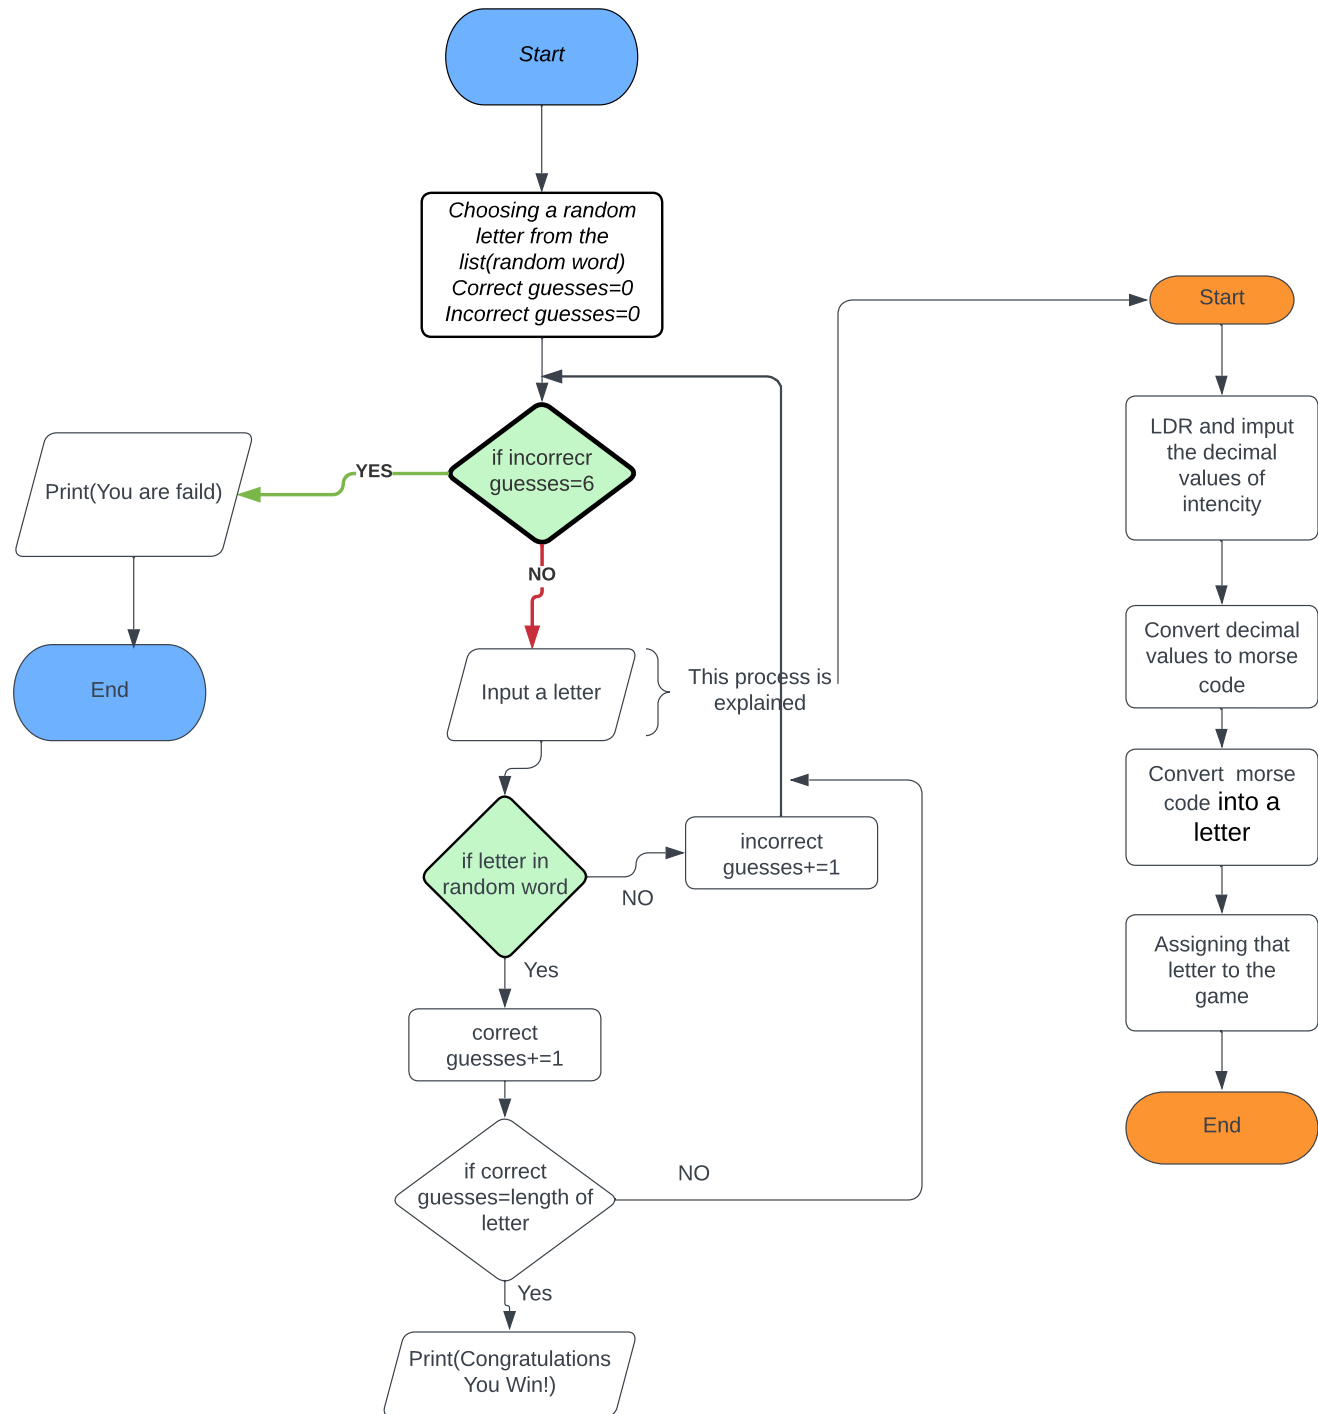 Start
Choosing a random
letter from the
list(random word)
Correct guesses=0
Incorrect guesses=0
if incorrecr
guesses=6
YES
Print(You are faild)
End
NO
Input a letter
This process is
explained
if letter in
random word
NO
incorrect
guesses+=1
Yes
correct
guesses+=1
if correct
guesses=length of
letter
NO
Yes
Print(Congratulations
You Win!)
Start
LDR and imput
the decimal
values of
intencity
Convert decimal
values to morse
code
Convert morse
code into a
letter
Assigning that
letter to the
game
End